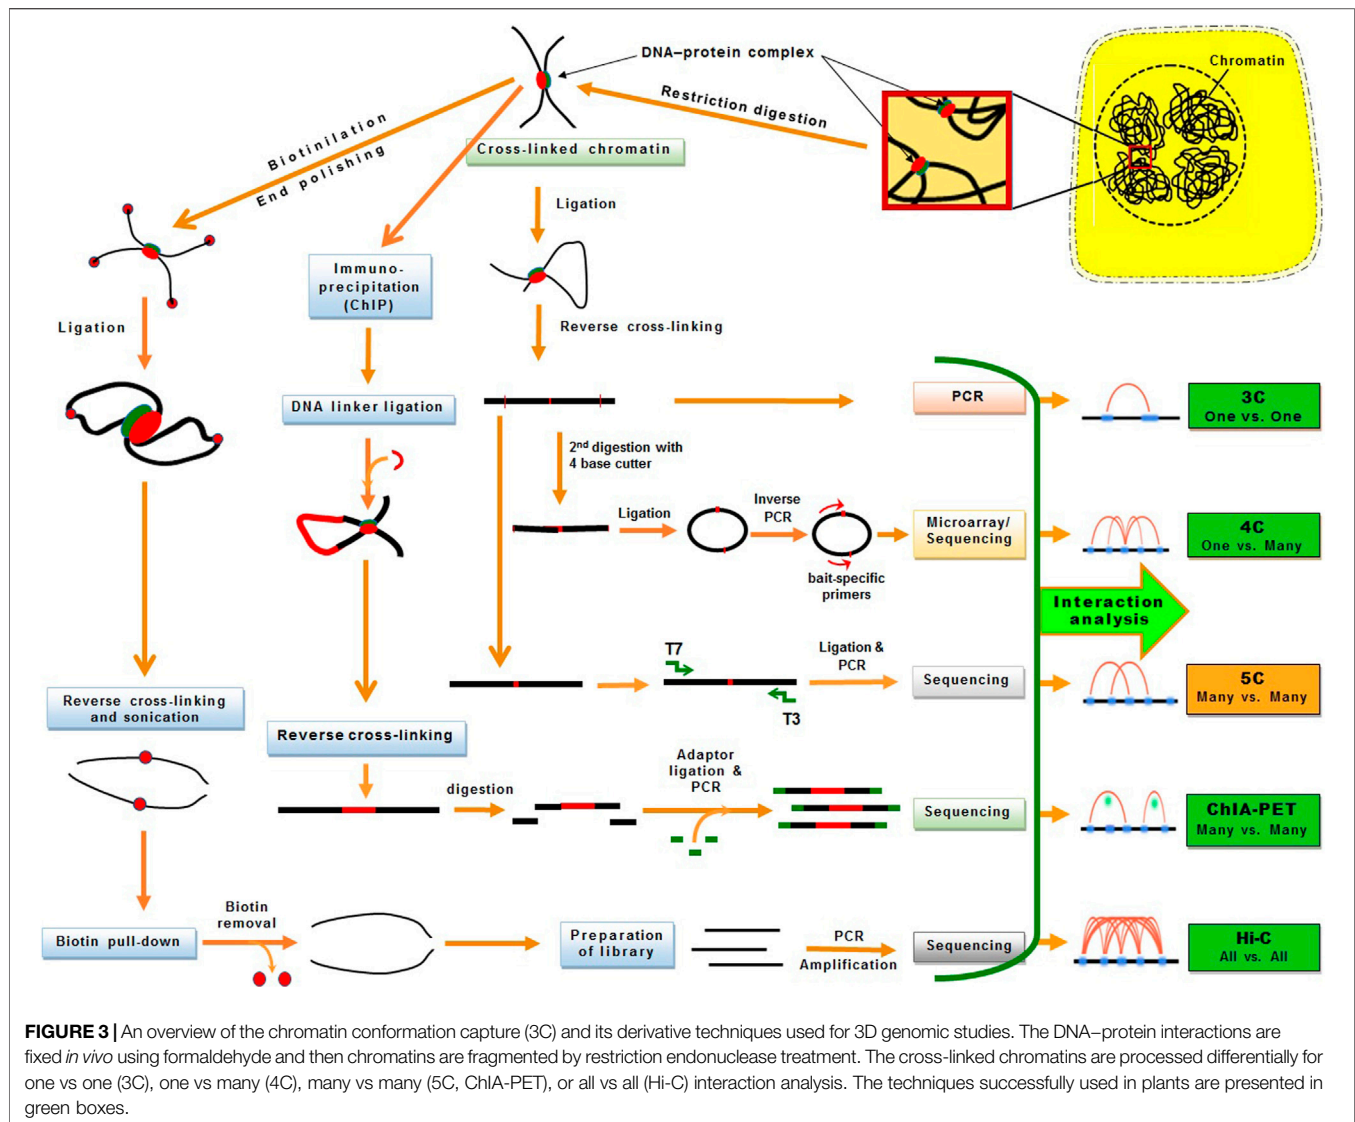 DNA–protein complex
Chromatin
Restriction digestion
Biotinilation
End polishing
Cross-linked chromatin
Ligation
Immuno-
precipitation
(ChIP)
Ligation
Reverse cross-linking
DNA linker ligation
PCR
3C
One vs. One
2nd digestion with
4 base cutter
Ligation
Inverse
PCR
bait-specific
primers
Microarray/
Sequencing
4C
One vs. Many
Interaction
analysis
T7
T3
Ligation &
PCR
Sequencing
5C
Many vs. Many
Reverse cross-linking
and sonication
Reverse cross-linking
digestion
Adaptor
ligation &
PCR
Sequencing
ChIA-PET
Many vs. Many
Biotin pull-down
Biotin
removal
Preparation
of library
PCR
Amplification
Sequencing
Hi-C
All vs. All
FIGURE 3 | An overview of the chromatin conformation capture (3C) and its derivative techniques used for 3D genomic studies. The DNA–protein interactions are
fixed in vivo using formaldehyde and then chromatins are fragmented by restriction endonuclease treatment. The cross-linked chromatins are processed differentially for
one vs one (3C), one vs many (4C), many vs many (5C, ChIA-PET), or all vs all (Hi-C) interaction analysis. The techniques successfully used in plants are presented in
green boxes.